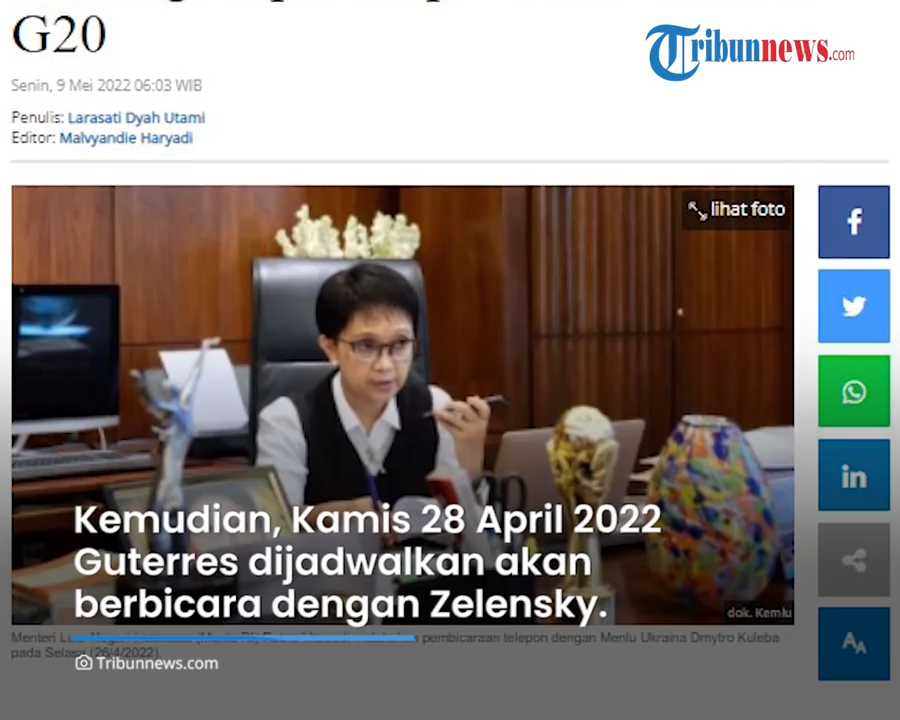 G20
Tribunnews.com
Senin, 9 Mei 2022 06:03 WIB
Penulis: Larasati Dyah Utami
Editor: Malvyandie Haryadi
lihat foto
f
in
Kemudian, Kamis 28 April 2022
Guterres dijadwalkan akan
berbicara dengan Zelensky.
dok. Kemlu
Menteri pembicaraan telepon dengan Menlu Ukraina Dmytro Kuleba
pada Selasa (26/4/2022).
AA
Tribunnews.com